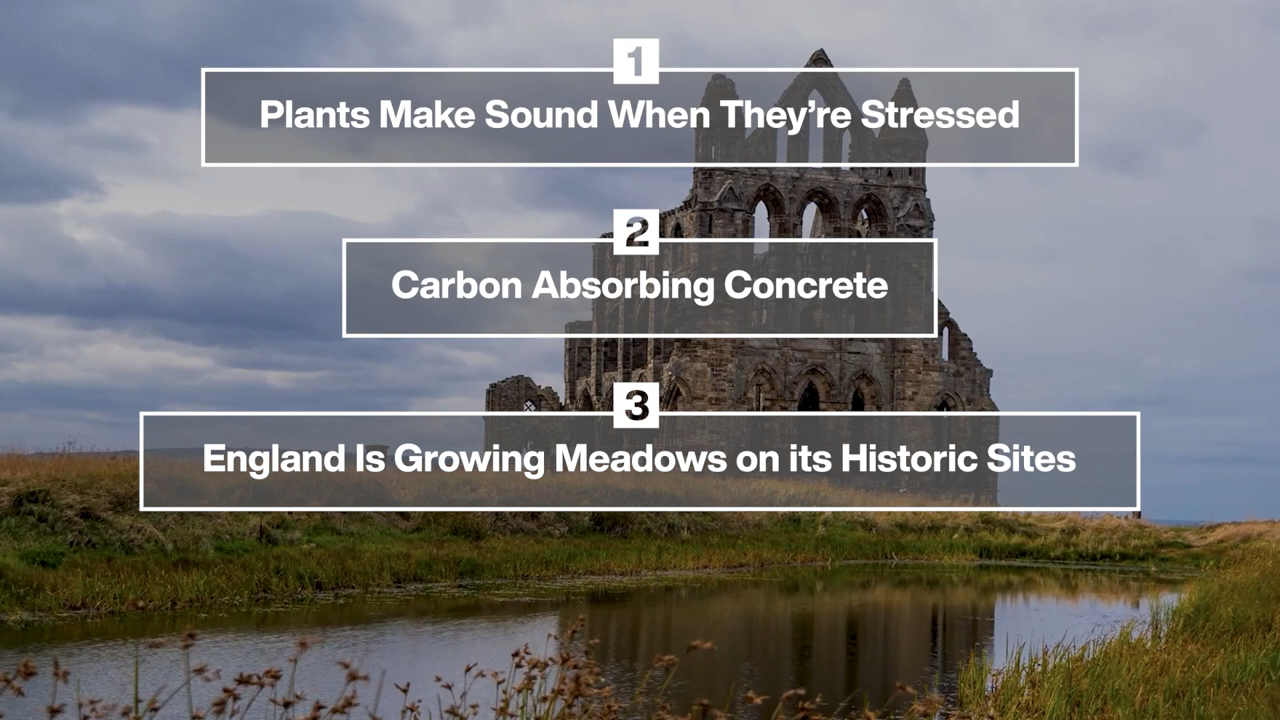 1
Plants Make Sound When They’re Stressed
2
Carbon Absorbing Concrete
3
England Is Growing Meadows on its Historic Sites